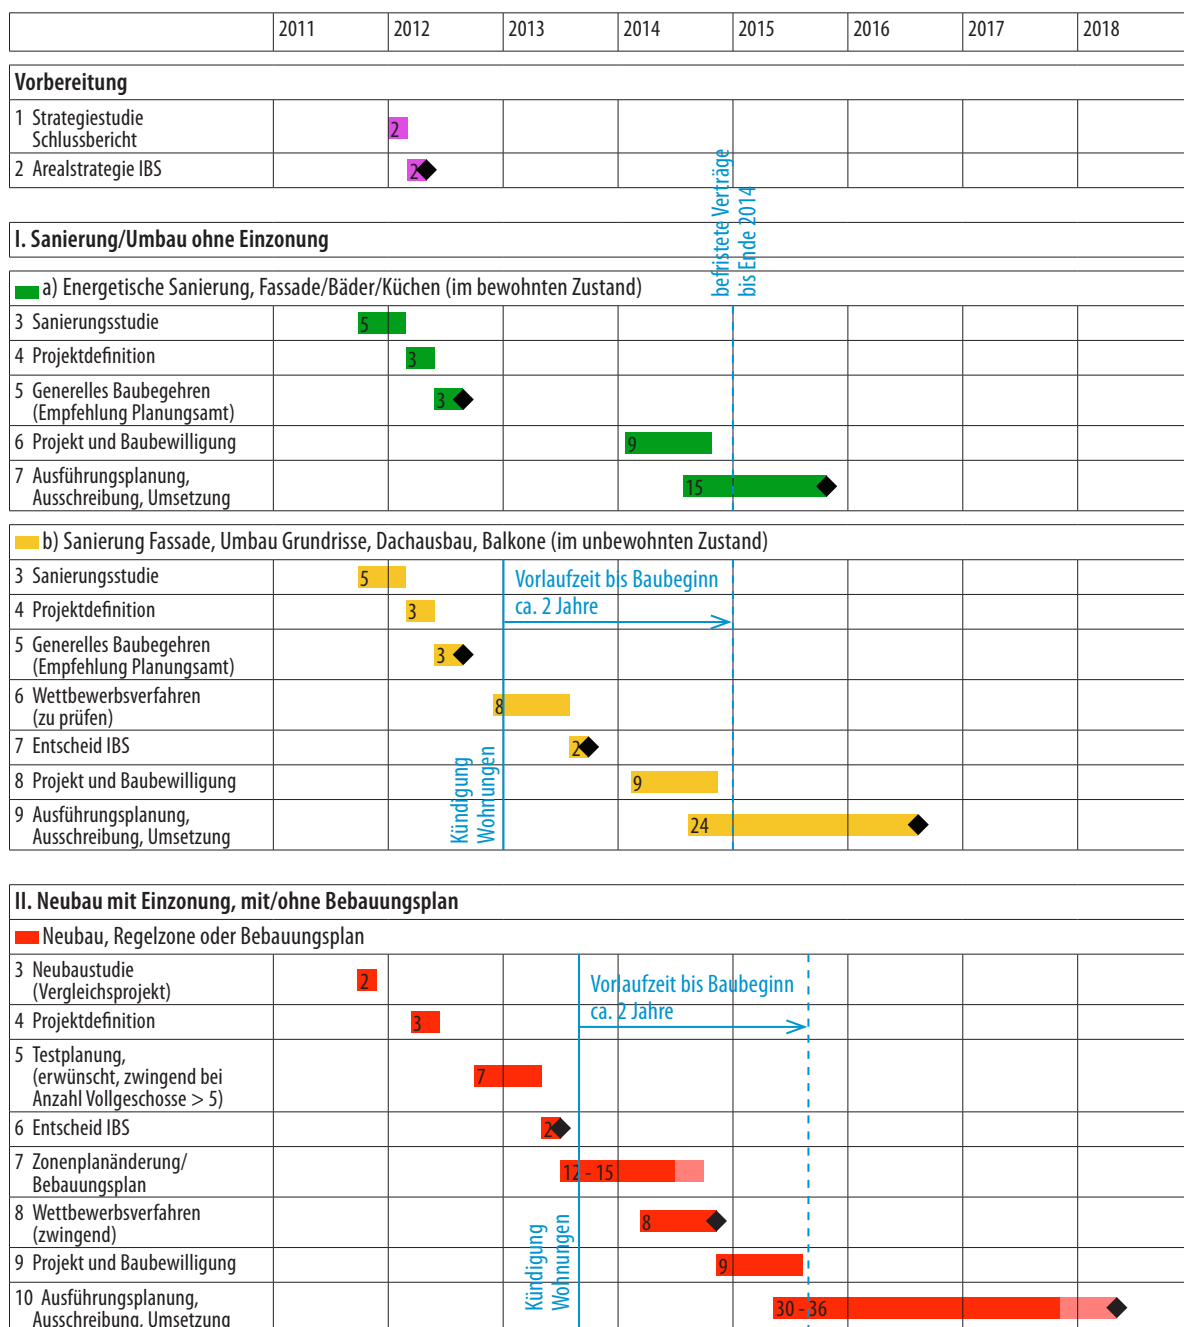 2011 2012 2013 2014 2015 2016 2017 2018
Vorbereitung
1 Strategiestudie
Schlussbericht
2
2 Arealstrategie IBS
2
befristete Verträge
bis Ende 2014
I. Sanierung/Umbau ohne Einzonung
a) Energetische Sanierung, Fassade/Bäder/Küchen (im bewohnten Zustand)
3 Sanierungsstudie
5
4 Projektdefinition
3
5 Generelles Baubegehren
(Empfehlung Planungsamt)
3
6 Projekt und Baubewilligung
9
7 Ausführungsplanung,
Ausschreibung, Umsetzung
15
b) Sanierung Fassade, Umbau Grundrisse, Dachausbau, Balkone (im unbewohnten Zustand)
3 Sanierungsstudie
5
Vorlaufzeit bis Baubeginn
ca. 2 Jahre
4 Projektdefinition
3
5 Generelles Baubegehren
(Empfehlung Planungsamt)
3
6 Wettbewerbsverfahren
(zu prüfen)
8
7 Entscheid IBS
2
Kündigung
Wohnungen
8 Projekt und Baubewilligung
9
9 Ausführungsplanung,
Ausschreibung, Umsetzung
24
II. Neubau mit Einzonung, mit/ohne Bebauungsplan
Neubau, Regelzone oder Bebauungsplan
3 Neubaustudie
(Vergleichsprojekt)
2
Vorlaufzeit bis Baubeginn
ca. 2 Jahre
4 Projektdefinition
3
5 Testplanung,
(erwünscht, zwingend bei
Anzahl Vollgeschosse > 5)
7
6 Entscheid IBS
2
7 Zonenplanänderung/
Bebauungsplan
12 - 15
8 Wettbewerbsverfahren
(zwingend)
8
Kündigung
Wohnungen
9 Projekt und Baubewilligung
9
10 Ausführungsplanung,
Ausschreibung, Umsetzung
30 - 36